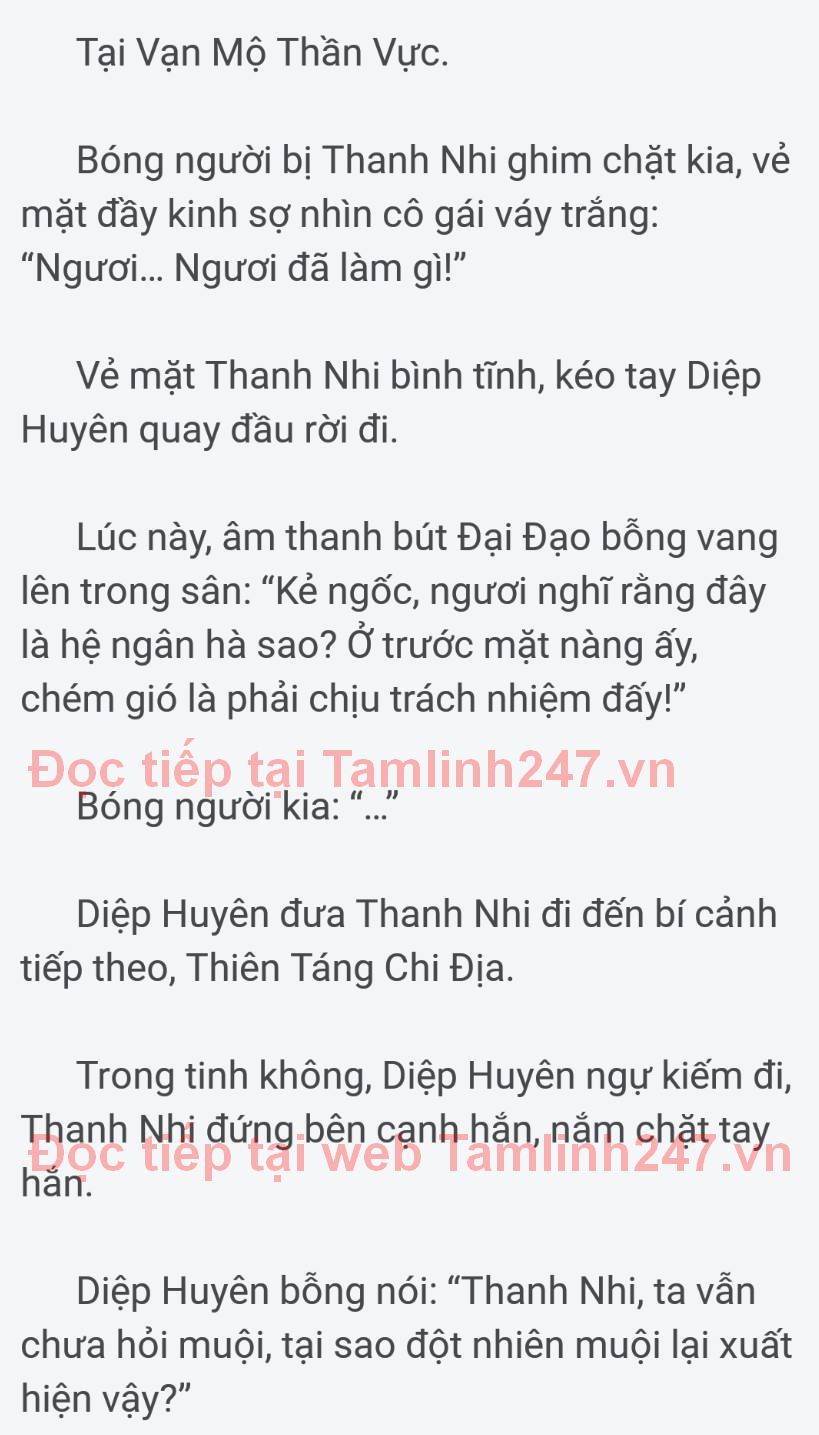 Tại Vạn Mộ Thần Vực.
Bóng người bị Thanh Nhi ghim chặt kia, vẻ
mặt đầy kinh sợ nhìn cô gái váy trắng:
“Ngươi... Ngươi đã làm gì!”
Vẻ mặt Thanh Nhi bình tĩnh, kéo tay Diệp
Huyên quay đầu rời đi.
Lúc này, âm thanh bút Đại Đạo bỗng vang
lên trong sân: “Kẻ ngốc, ngươi nghĩ rằng đây
là hệ ngân hà sao? Ở trước mặt nàng ấy,
chém gió là phải chịu trách nhiệm đấy!”
Đọc tiếp tại Tamlinh247.vn
Bóng người kia: “...”
Diệp Huyên đưa Thanh Nhi đi đến bí cảnh
tiếp theo, Thiên Táng Chi Địa.
Trong tinh không, Diệp Huyên ngự kiếm đi,
Thanh Nhi đứng bên cạnh hắn, nắm chặt tay
Đọc tiếp tại web Tamlinh247.vn
hắn.
Diệp Huyên bỗng nói: “Thanh Nhi, ta vẫn
chưa hỏi muội, tại sao đột nhiên muội lại xuất
hiện vậy?”